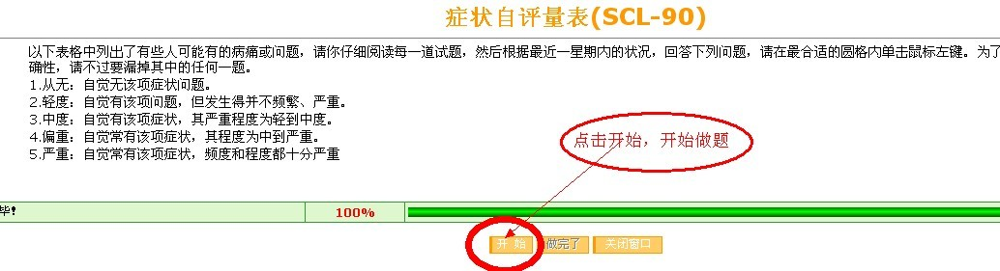 症状自评量表(SCL-90)
以下表格中列出了有些人可能有的病痛或问题，请你仔细阅读每一道试题，然后根据最近一星期内的状况，回答下列问题，请在最合适的圆格内单击鼠标左键。为了
确性，请不过要漏掉其中的任何一题。
1.从无：自觉无该项症状问题。
2.轻度：自觉有该项问题，但发生得并不频繁、严重。
3.中度：自觉有该项症状，其严重程度为轻到中度。
4.偏重：自觉常有该项症状，其程度为中到严重。
5.严重：自觉常有该项症状，频度和程度都十分严重
点击开始，开始做题
毕! 100%
开 始 做完了 关闭窗口